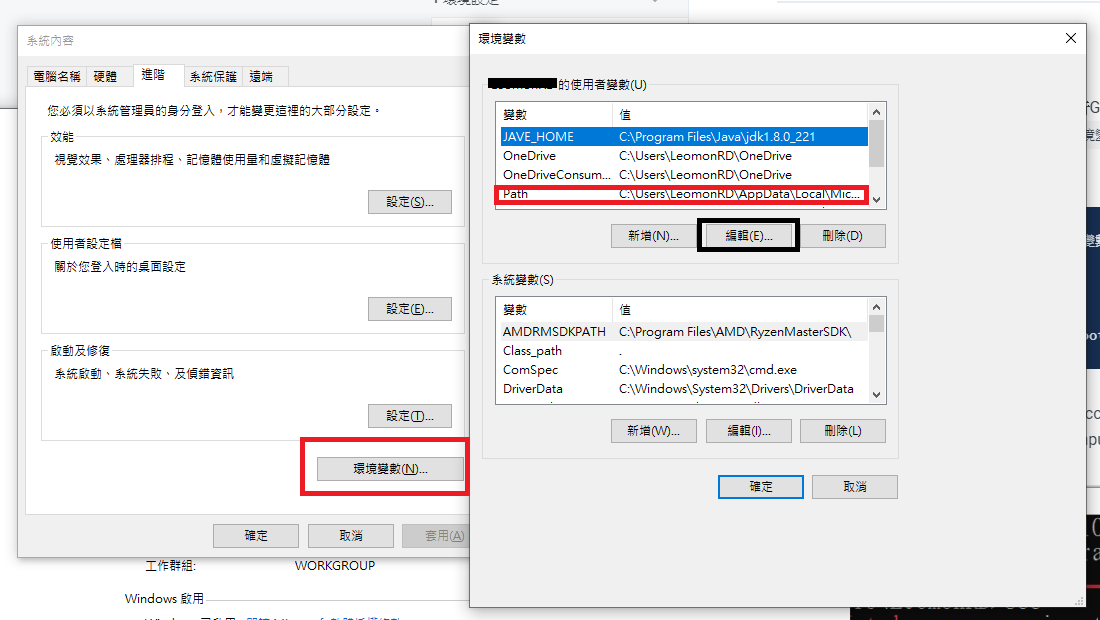 環境設定
系統內容
電腦名稱 硬體 進階 系統保護 遠端
您必須以系統管理員的身分登入，才能變更這裡的大部分設定。
效能
視覺效果、處理器排程、記憶體使用量和虛擬記憶體
設定(S)...
使用者設定檔
關於您登入時的桌面設定
設定(E)...
啟動及修復
系統啟動、系統失敗、及偵錯資訊
設定(T)...
環境變數(N)...
確定 取消 套用(A)
工作群組: WORKGROUP
Windows 啟用
環境變數
的使用者變數(U)
變數 值
JAVE_HOME C:\Program Files\Java\jdk1.8.0_221
OneDrive C:\Users\LeomonRD\OneDrive
OneDriveConsum... C:\Users\LeomonRD\OneDrive
Path C:\Users\LeomonRD\AppData\Local\Mic...
新增(N)... 編輯(E)... 刪除(D)
系統變數(S)
變數 值
AMDRMSDKPATH C:\Program Files\AMD\RyzenMasterSDK\
Class_path .
ComSpec C:\Windows\system32\cmd.exe
DriverData C:\Windows\System32\Drivers\DriverData
新增(W)... 編輯(I)... 刪除(L)
確定 取消